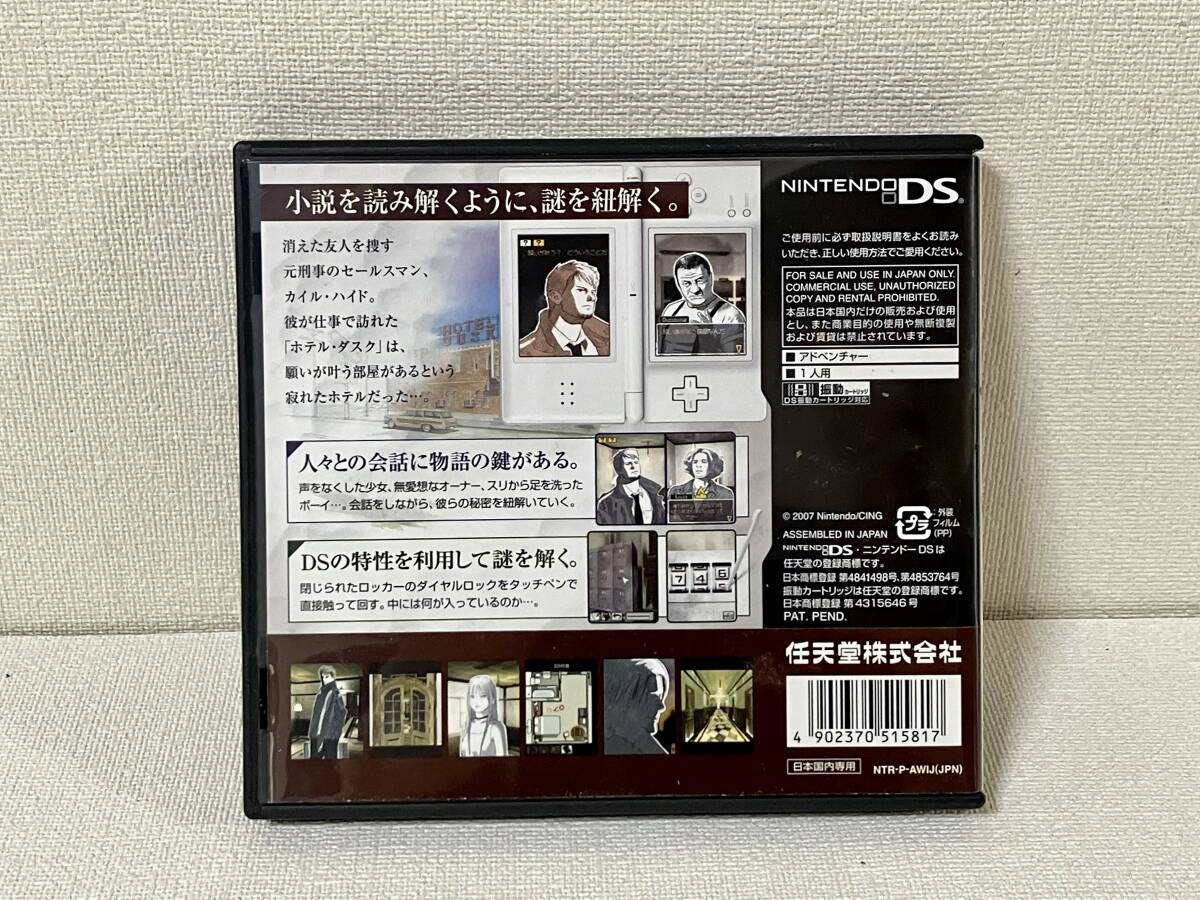 小説を読み解くように、謎を紐解く。
消えた友人を捜す
元刑事のセールスマン、
カイル・ハイド。
彼が仕事で訪れた
「ホテル・ダスク」は、
願いが叶う部屋があるという
寂れたホテルだった…。
HOTEL
DUSK
人々との会話に物語の鍵がある。
声をなくした少女、無愛想なオーナー、スリから足を洗った
ボーイ…。会話をしながら、彼らの秘密を紐解いていく。
DSの特性を利用して謎を解く。
閉じられたロッカーのダイヤルロックをタッチペンで
直接触って回す。中には何が入っているのか…。
NINTENDO DS
ご使用前に必ず取扱説明書をよくお読み
いただき、正しい使用方法でご愛用ください。
FOR SALE AND USE IN JAPAN ONLY.
COMMERCIAL USE, UNAUTHORIZED
COPY AND RENTAL PROHIBITED.
本品は日本国内だけの販売および使用
とし、また商業目的の使用や無断複製
および賃貸は禁止されています。
■アドベンチャー
■1人用
振動カートリッジ
DS振動カートリッジ対応
© 2007 Nintendo/CING
ASSEMBLED IN JAPAN
プラ
:外装
フィルム
(PP)
NINTENDO DS・ニンテンドーDSは
任天堂の登録商標です。
日本商標登録 第4841498号、第4853764号
振動カートリッジは任天堂の登録商標です。
日本商標登録 第4315646号
PAT. PEND.
任天堂株式会社
4 902370 515817
日本国内専用
NTR-P-AWIJ(JPN)